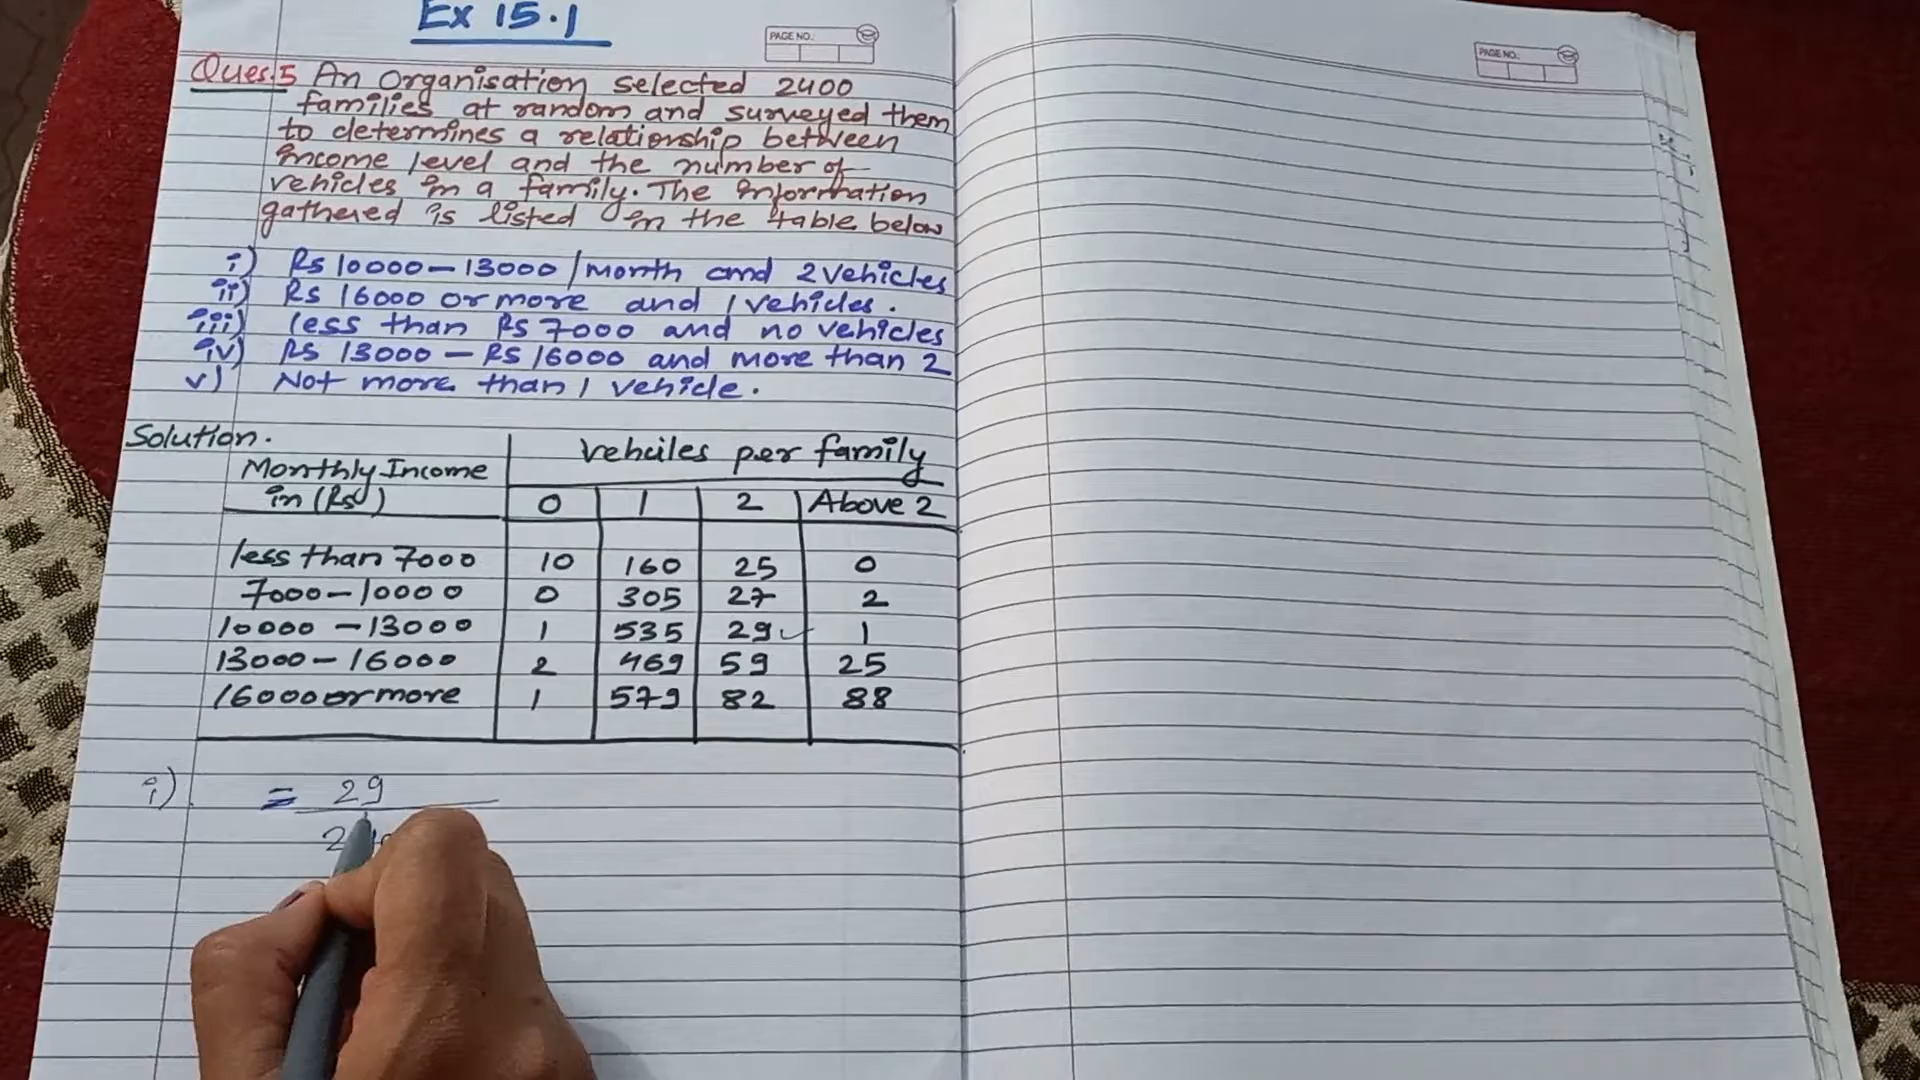 Ex 15.1
PAGE NO.:
PAGE NO.:
Ques.5 An Organisation selected 2400
families at random and surveyed them
to determines a relationship between
income level and the number of
vehicles in a family. The information
gathered is listed in the table below
i) Rs 10000-13000/month and 2 vehicles
ii) Rs 16000 or more and 1 vehicles.
iii) less than Rs 7000 and no vehicles
iv) Rs 13000 - Rs 16000 and more than 2
v) Not more than 1 vehicle.
Solution.
Monthly Income in (Rs) vehciles per family
0 1 2 Above 2
less than 7000 10 160 25 0
7000-10000 0 305 27 2
10000-13000 1 535 29 1
13000-16000 2 469 59 25
16000 or more 1 579 82 88
i) = 29